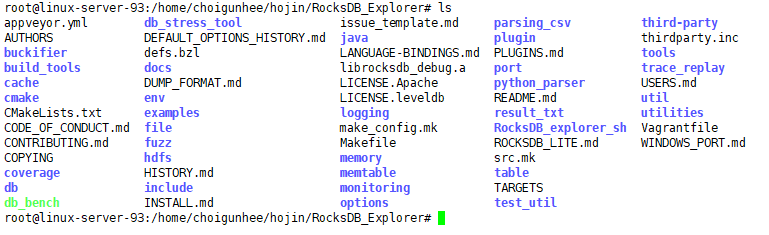 root@linux-server-93:/home/choigunhee/hojin/RocksDB_Explorer# ls
appveyor.yml db_stress_tool issue_template.md parsing_csv third-party
AUTHORS DEFAULT_OPTIONS_HISTORY.md java plugin thirdparty.inc
buckifier defs.bzl LANGUAGE-BINDINGS.md PLUGINS.md tools
build_tools docs librocksdb_debug.a port trace_replay
cache DUMP_FORMAT.md LICENSE.Apache python_parser USERS.md
cmake env LICENSE.leveldb README.md util
CMakeLists.txt examples logging result_txt utilities
CODE_OF_CONDUCT.md file make_config.mk RocksDB_explorer_sh Vagrantfile
CONTRIBUTING.md fuzz Makefile ROCKSDB_LITE.md WINDOWS_PORT.md
COPYING hdfs memory src.mk
coverage HISTORY.md memtable table
db include monitoring TARGETS
db_bench INSTALL.md options test_util
root@linux-server-93:/home/choigunhee/hojin/RocksDB_Explorer#